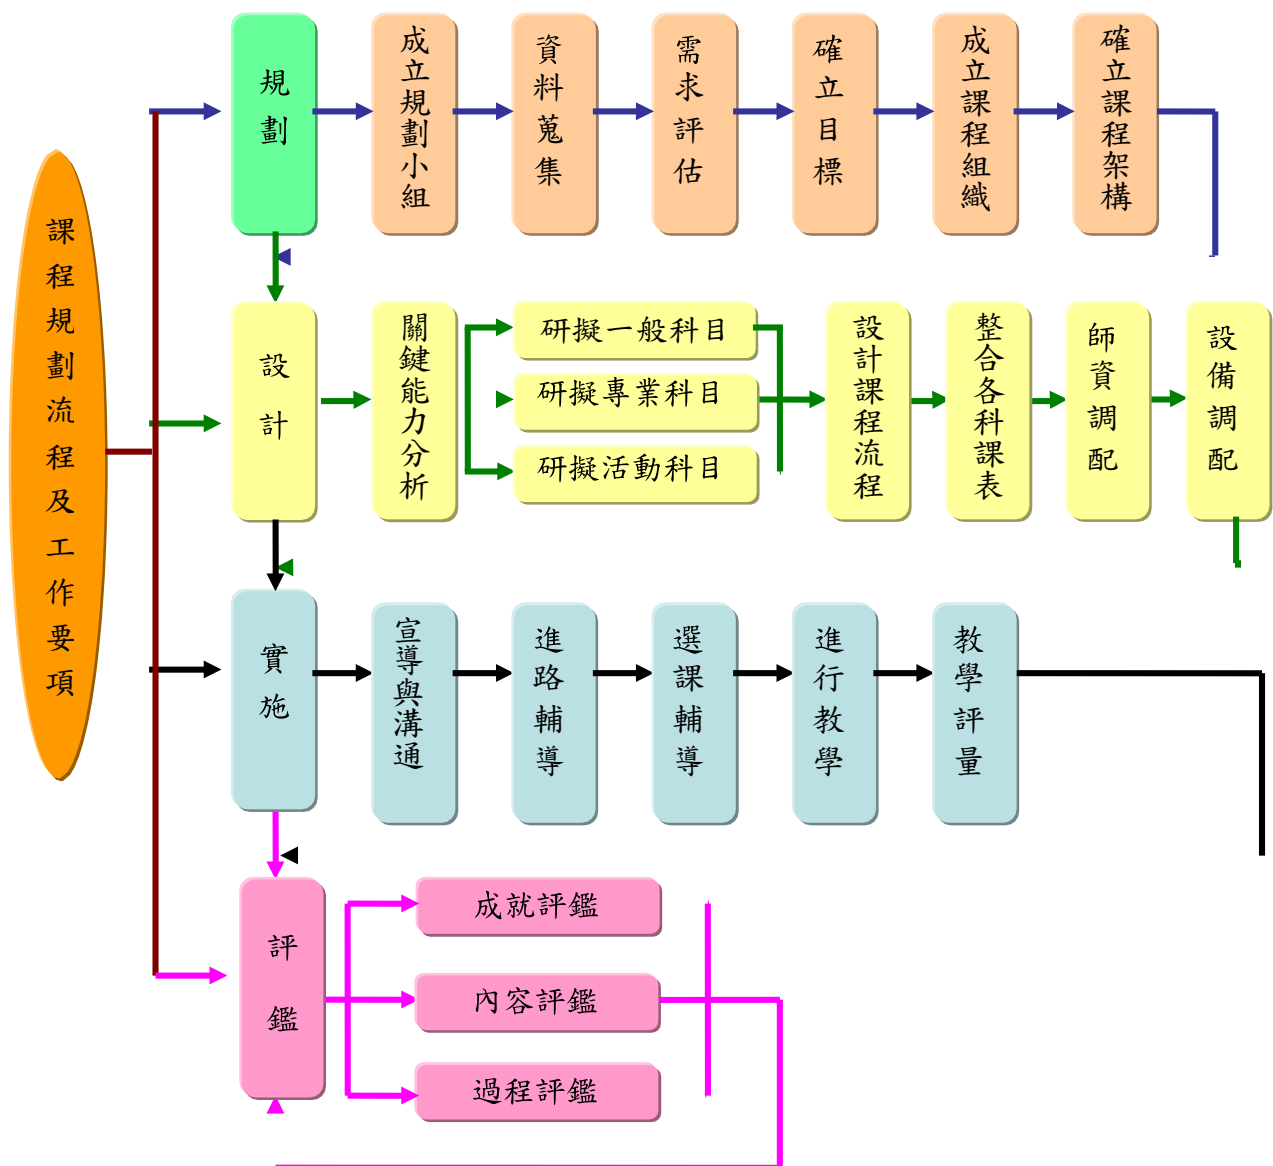 課程規劃流程及工作要項
規劃
成立規劃小組
資料蒐集
需求評估
確立目標
成立課程組織
確立課程架構
設計
關鍵能力分析
研擬一般科目
研擬專業科目
研擬活動科目
設計課程流程
整合各科課表
師資調配
設備調配
實施
宣導與溝通
進路輔導
選課輔導
進行教學
教學評量
評鑑
成就評鑑
內容評鑑
過程評鑑